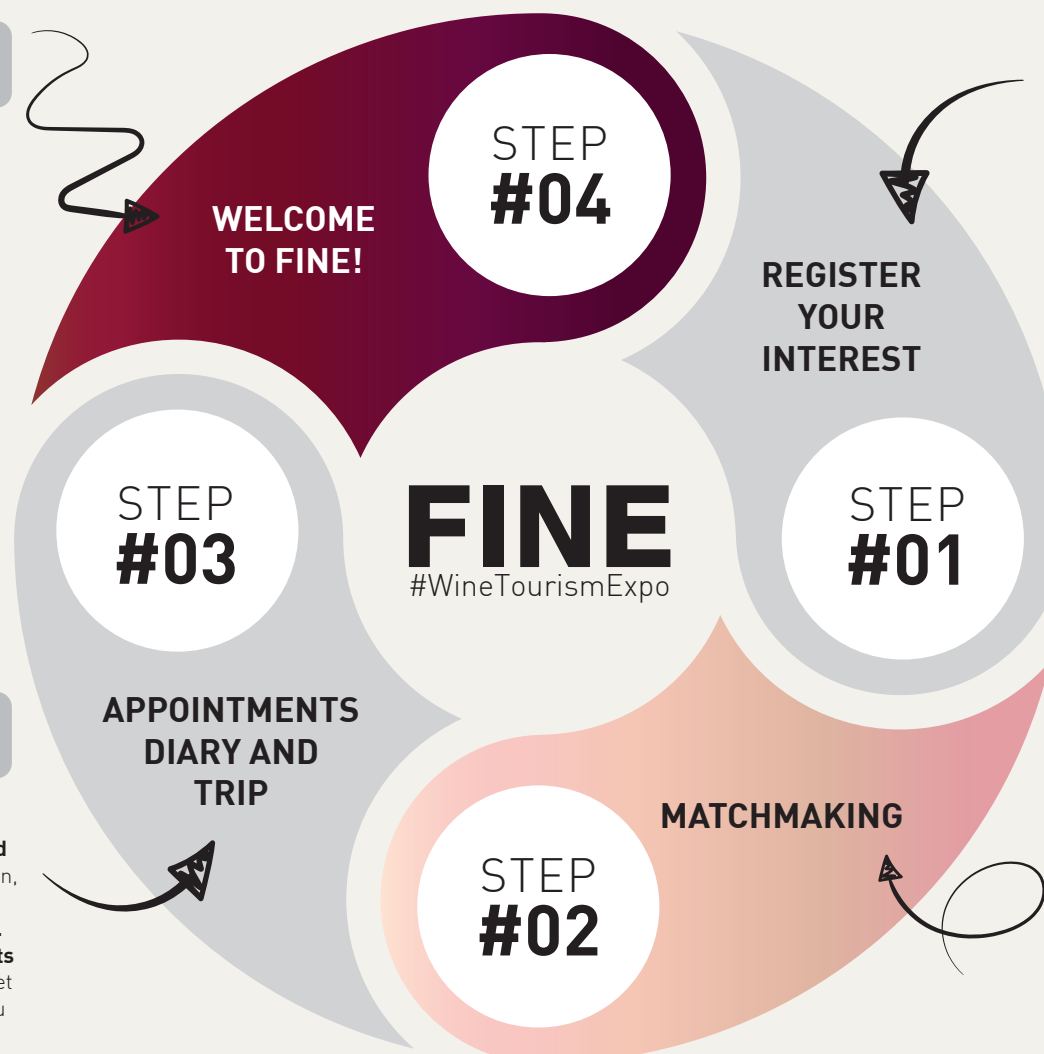 STEP
#04
WELCOME
TO FINE!
REGISTER
YOUR
INTEREST
STEP
#01
FINE
#WineTourismExpo
STEP
#03
APPOINTMENTS
DIARY AND
TRIP
MATCHMAKING
STEP
#02